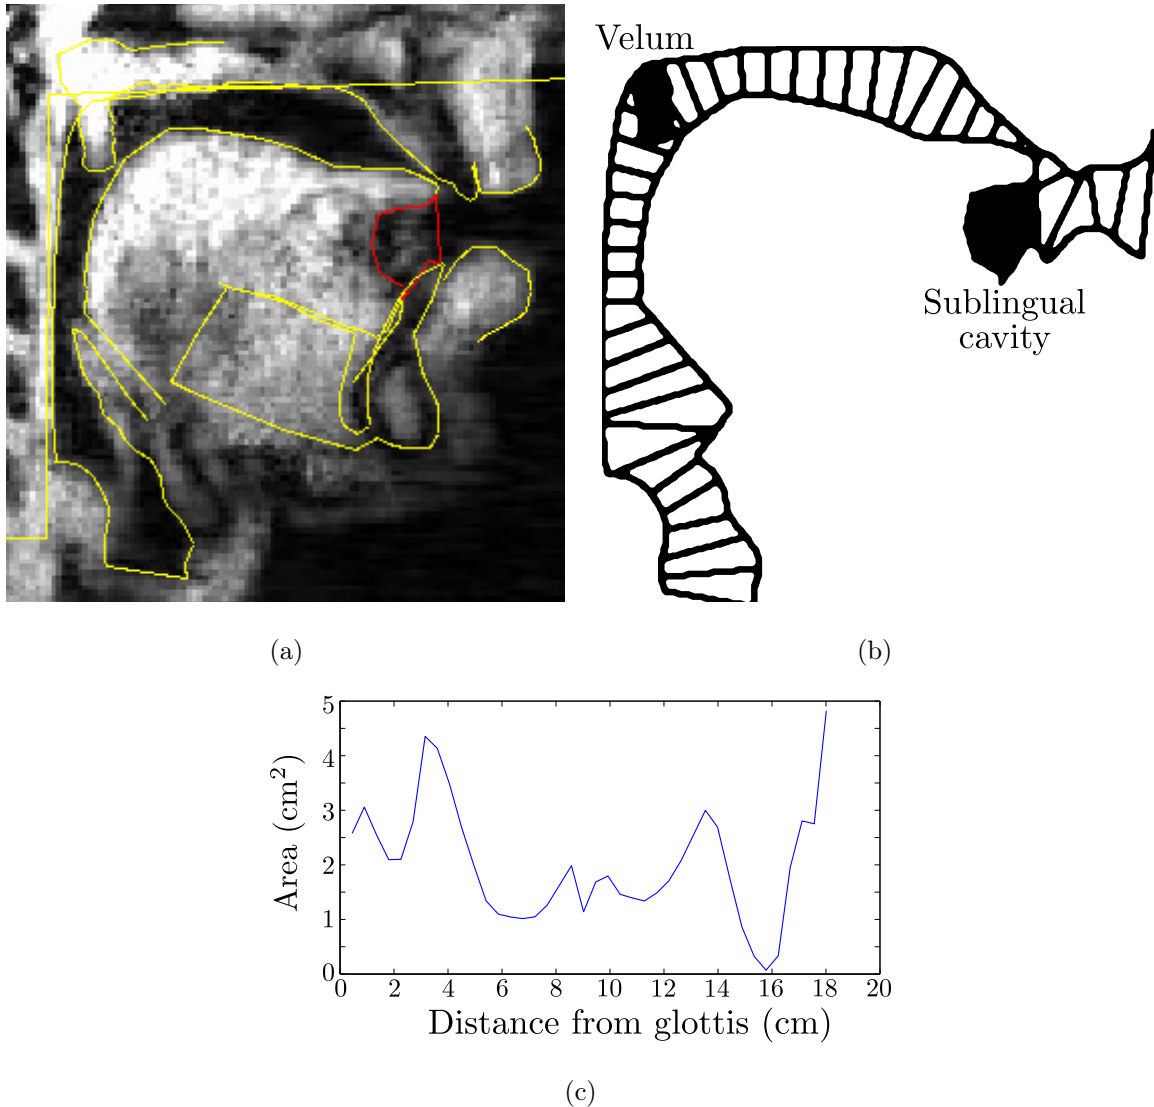 Velum
Sublingual
cavity
(a)
(b)
5
4
3
2
1
0
Area (cm²)
0 2 4 6 8 10 12 14 16 18 20
Distance from glottis (cm)
(c)